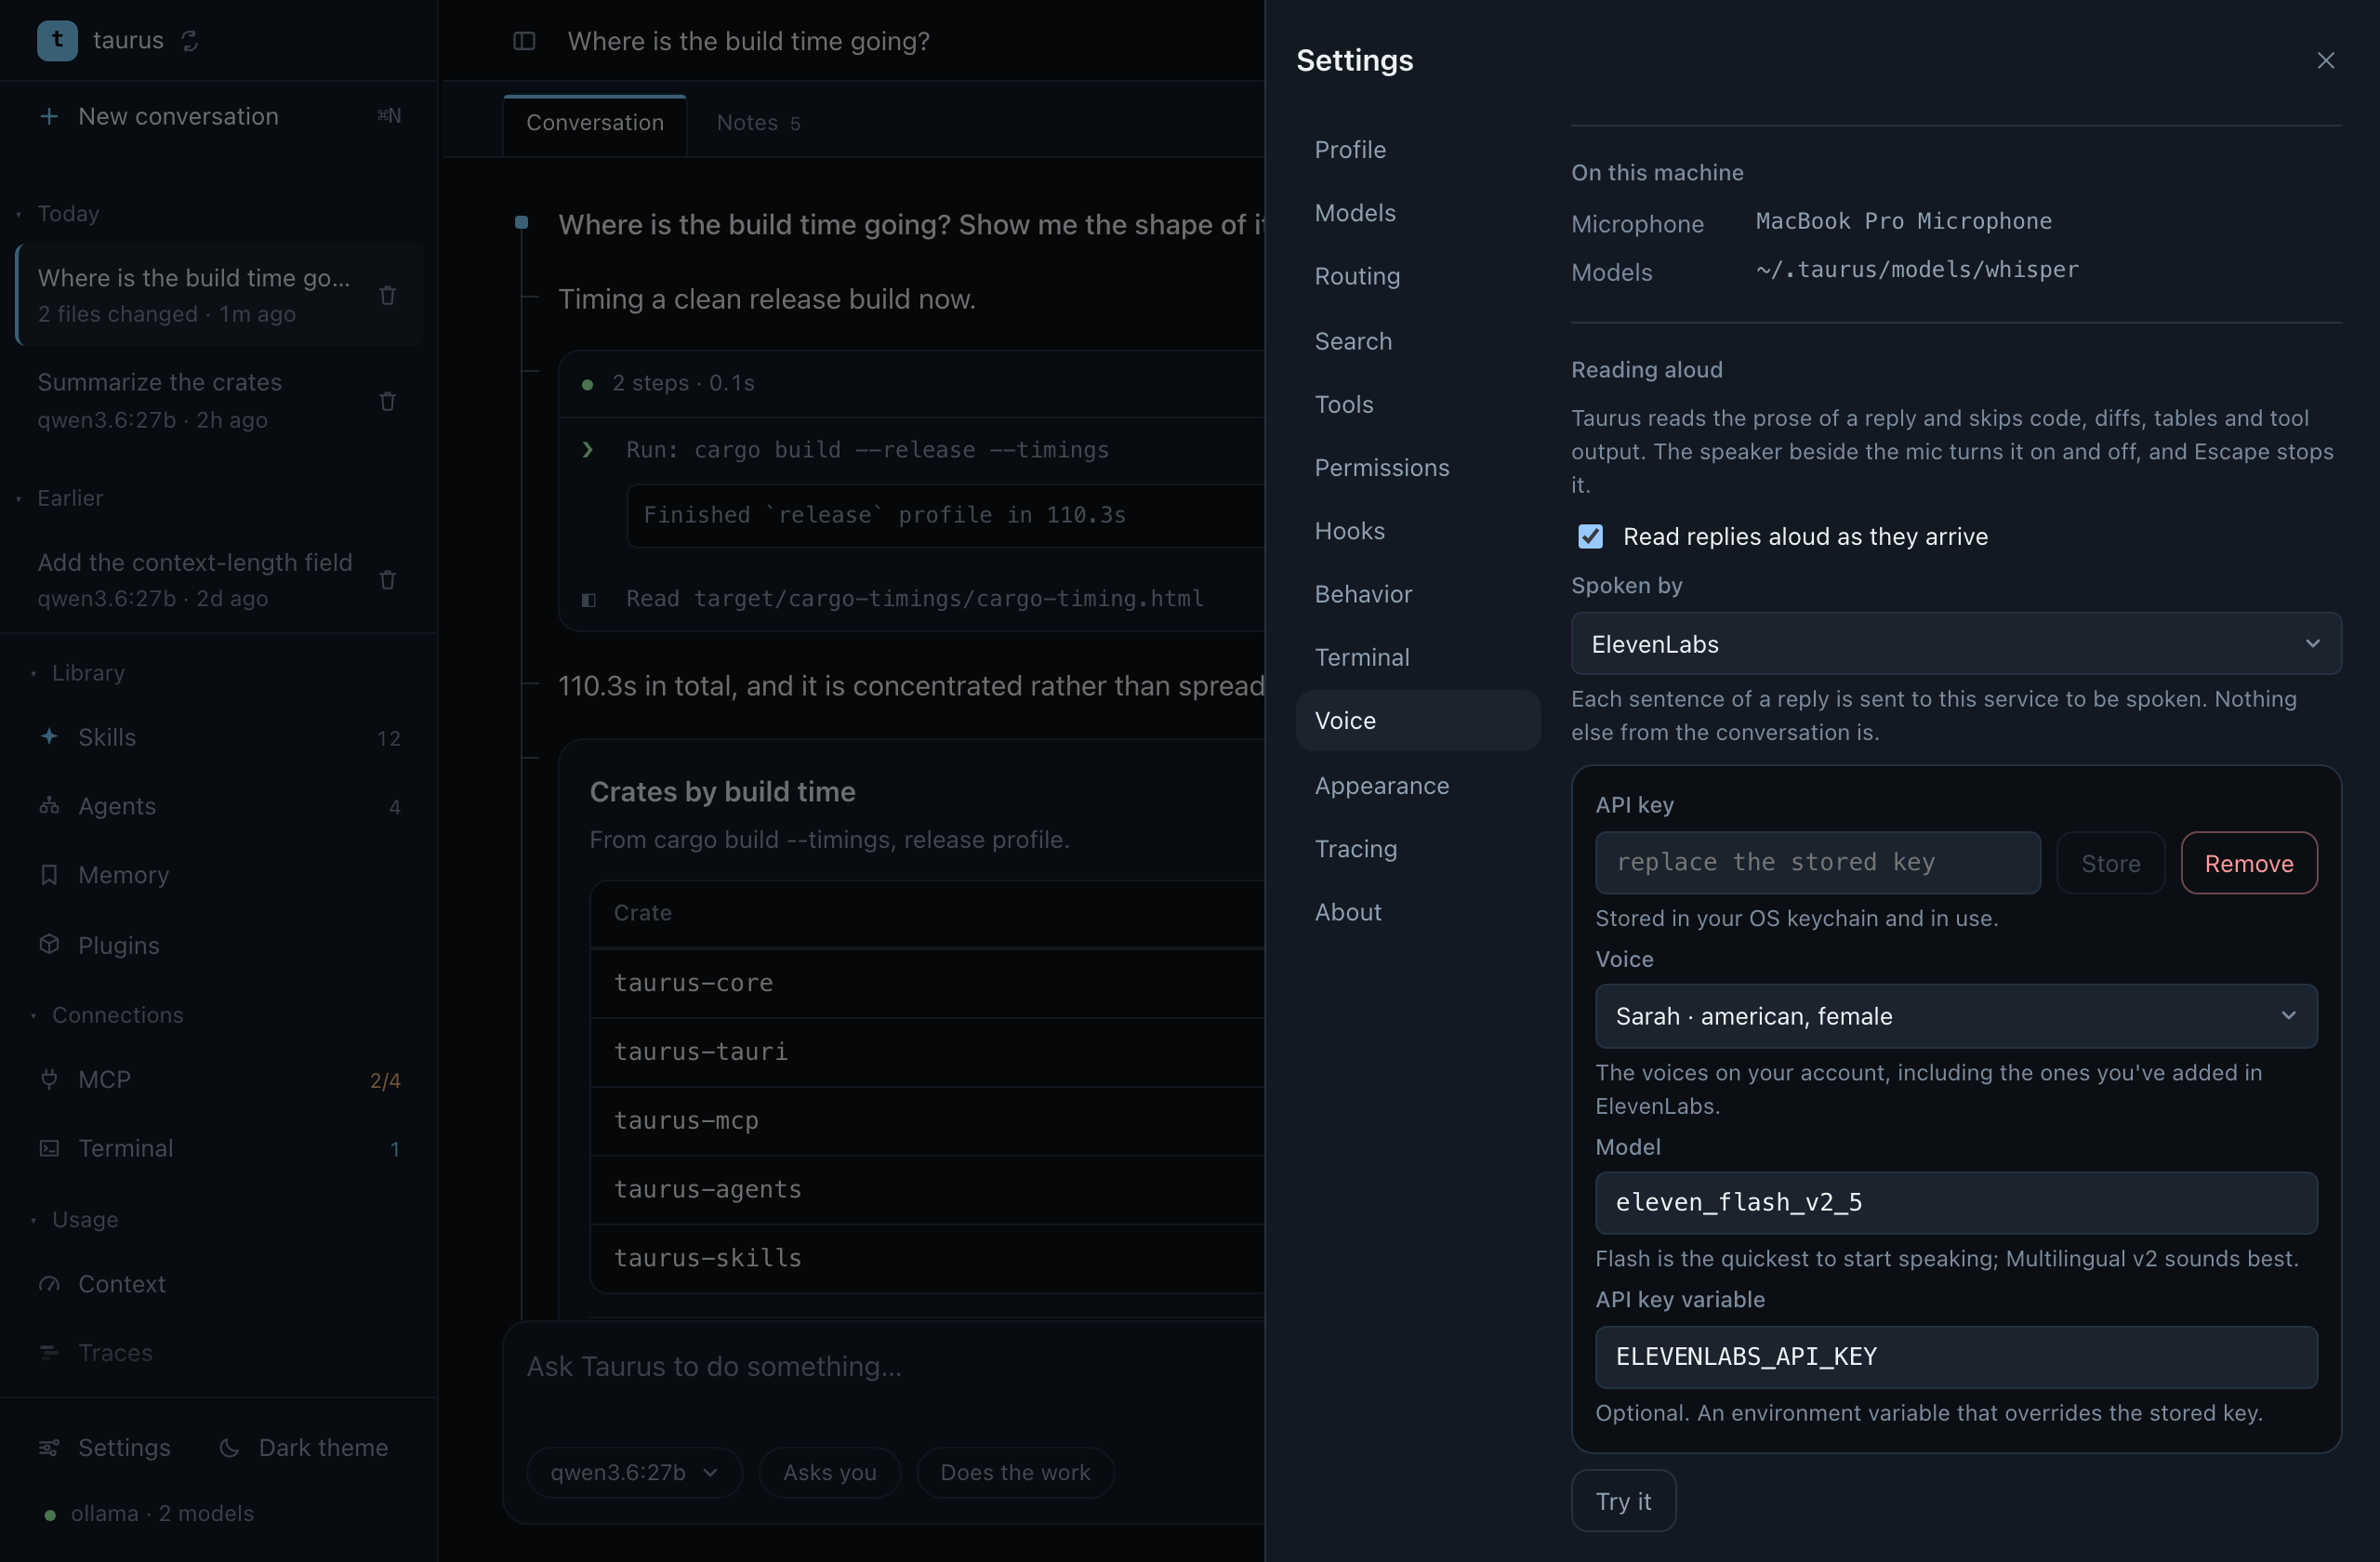 t taurus
New conversation ⌘N
Today
Where is the build time go...
2 files changed · 1m ago
Summarize the crates
qwen3.6:27b · 2h ago
Earlier
Add the context-length field
qwen3.6:27b · 2d ago
Library
Skills 12
Agents 4
Memory
Plugins
Connections
MCP 2/4
Terminal 1
Usage
Context
Traces
Settings Dark theme
ollama · 2 models
Where is the build time going?
Conversation Notes 5
Where is the build time going? Show me the shape of it
Timing a clean release build now.
2 steps · 0.1s
Run: cargo build --release --timings
Finished `release` profile in 110.3s
Read target/cargo-timings/cargo-timing.html
110.3s in total, and it is concentrated rather than spread
Crates by build time
From cargo build --timings, release profile.
Crate
taurus-core
taurus-tauri
taurus-mcp
taurus-agents
taurus-skills
Ask Taurus to do something...
qwen3.6:27b Asks you Does the work
Settings
Profile
Models
Routing
Search
Tools
Permissions
Hooks
Behavior
Terminal
Voice
Appearance
Tracing
About
On this machine
Microphone MacBook Pro Microphone
Models ~/.taurus/models/whisper
Reading aloud
Taurus reads the prose of a reply and skips code, diffs, tables and tool
output. The speaker beside the mic turns it on and off, and Escape stops
it.
Read replies aloud as they arrive
Spoken by
ElevenLabs
Each sentence of a reply is sent to this service to be spoken. Nothing
else from the conversation is.
API key
replace the stored key Store Remove
Stored in your OS keychain and in use.
Voice
Sarah · american, female
The voices on your account, including the ones you've added in
ElevenLabs.
Model
eleven_flash_v2_5
Flash is the quickest to start speaking; Multilingual v2 sounds best.
API key variable
ELEVENLABS_API_KEY
Optional. An environment variable that overrides the stored key.
Try it